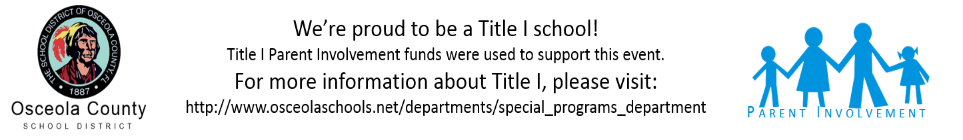 THE SCHOOL DISTRICT OF OSCEOLA COUNTY, FL
• 1887 •
Osceola County
SCHOOL DISTRICT
We’re proud to be a Title I school!
Title I Parent Involvement funds were used to support this event.
For more information about Title I, please visit:
http://www.osceolaschools.net/departments/special_programs_department
PARENT INVOLVEMENT